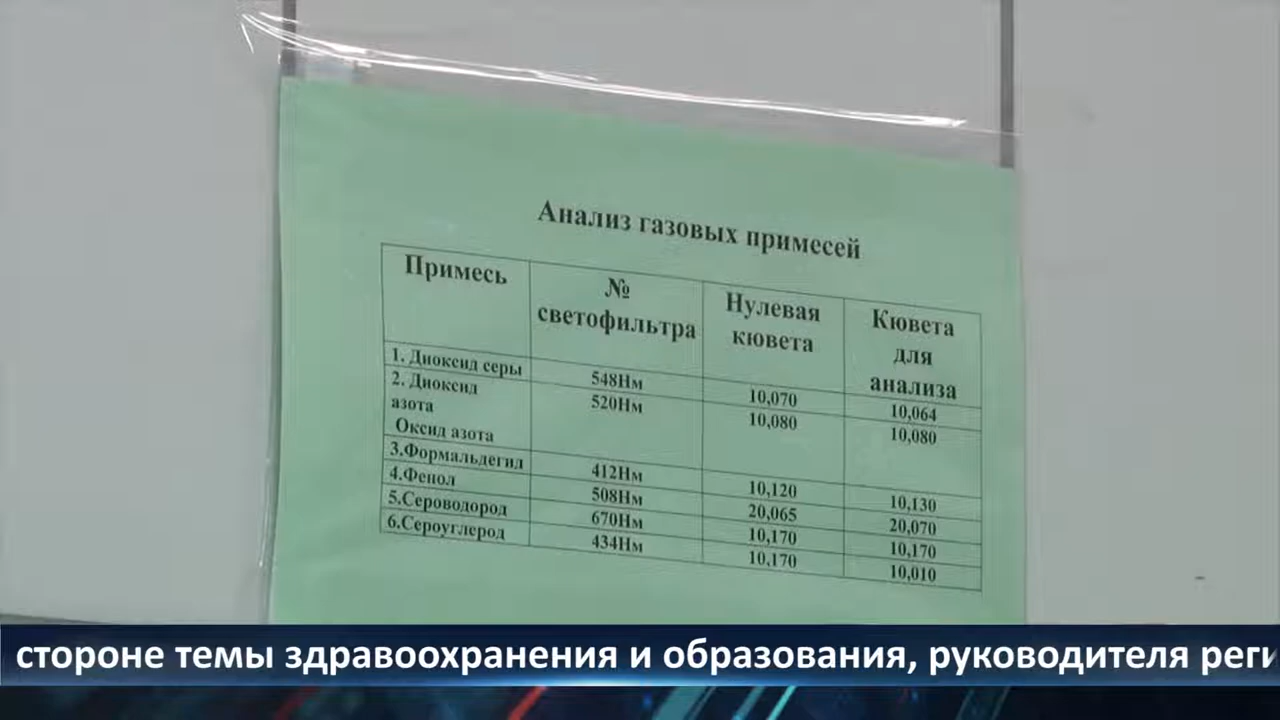 Анализ газовых примесей
Примесь № светофильтра Нулевая кювета Кювета для анализа
1. Диоксид серы 548Нм 10,070 10,064
2. Диоксид азота Оксид азота 520Нм 10,080 10,080
3.Формальдегид 412Нм 10,120 10,130
4.Фенол 508Нм 20,065 20,070
5.Сероводород 670Нм 10,170 10,170
6.Сероуглерод 434Нм 10,170 10,010
стороне темы здравоохранения и образования, руководителя реги